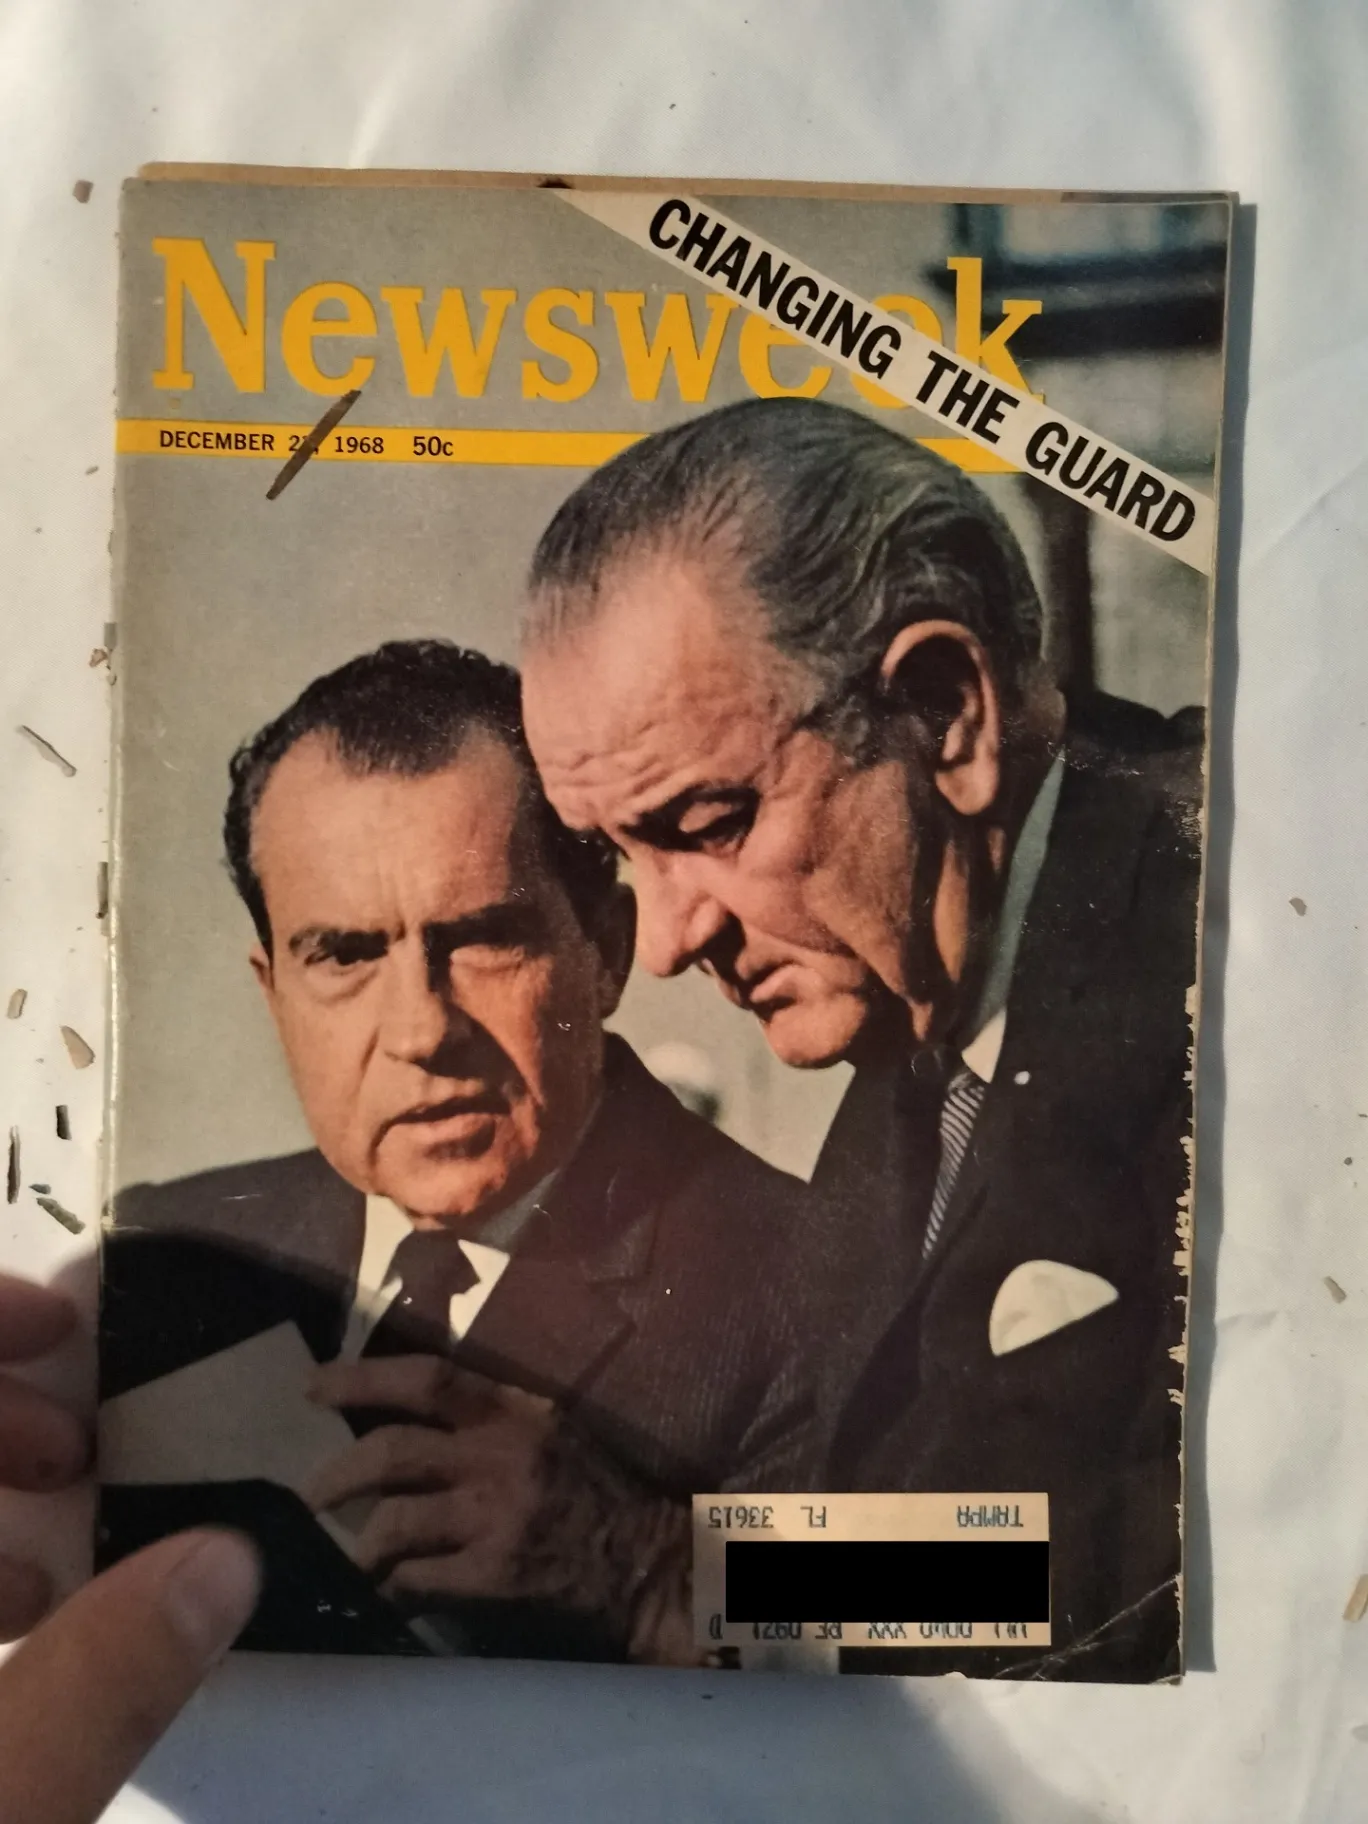 CHANGING THE GUARD
Newsweek
DECEMBER 1968 50c
TAMPA FL 33615